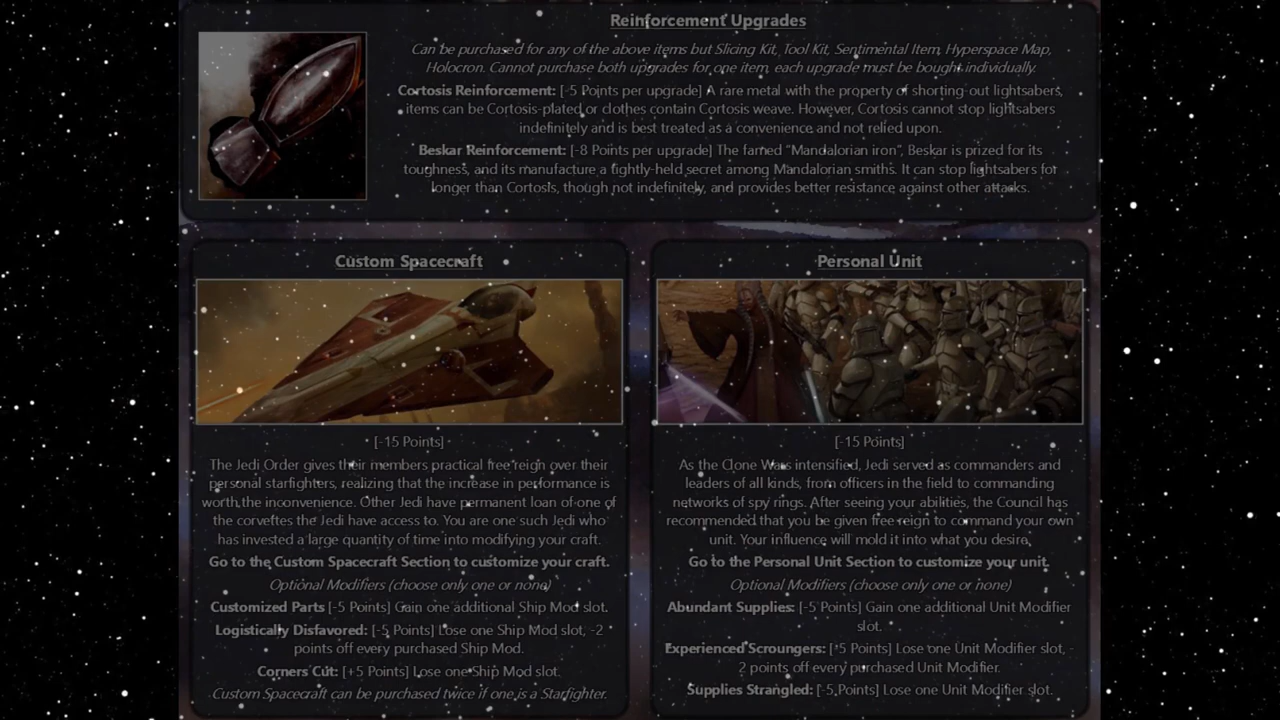 Reinforcement Upgrades
Can be purchased for any of the above items but Slicing Kit, Tool Kit, Sentimental Item, Hyperspace Map,
Holocron. Cannot purchase both upgrades for one item, each upgrade must be bought individually.
Cortosis Reinforcement: [-5 Points per upgrade] A rare metal with the property of shorting-out lightsabers,
items can be Cortosis-plated or clothes contain Cortosis weave. However, Cortosis cannot stop lightsabers
indefinitely and is best treated as a convenience and not relied upon.
Beskar Reinforcement: [-8 Points per upgrade] The famed “Mandalorian iron”, Beskar is prized for its
toughness, and its manufacture a tightly-held secret among Mandalorian smiths. It can stop lightsabers for
longer than Cortosis, though not indefinitely, and provides better resistance against other attacks.
Custom Spacecraft
[-15 Points]
The Jedi Order gives their members practical free reign over their
personal starfighters, realizing that the increase in performance is
worth the inconvenience. Other Jedi have permanent loan of one of
the corvettes the Jedi have access to. You are one such Jedi who
has invested a large quantity of time into modifying your craft.
Go to the Custom Spacecraft Section to customize your craft.
Optional Modifiers (choose only one or none)
Customized Parts [-5 Points] Gain one additional Ship Mod slot.
Logistically Disfavored: [-5 Points] Lose one Ship Mod slot, -2
points off every purchased Ship Mod.
Corners Cut: [+5 Points] Lose one Ship Mod slot.
Custom Spacecraft can be purchased twice if one is a Starfighter.
Personal Unit
[-15 Points]
As the Clone Wars intensified, Jedi served as commanders and
leaders of all kinds, from officers in the field to commanding
networks of spy rings. After seeing your abilities, the Council has
recommended that you be given free reign to command your own
unit. Your influence will mold it into what you desire.
Go to the Personal Unit Section to customize your unit.
Optional Modifiers (choose only one or none)
Abundant Supplies: [-5 Points] Gain one additional Unit Modifier
slot.
Experienced Scroungers: [-5 Points] Lose one Unit Modifier slot, -
2 points off every purchased Unit Modifier.
Supplies Strangled: [-5 Points] Lose one Unit Modifier slot.